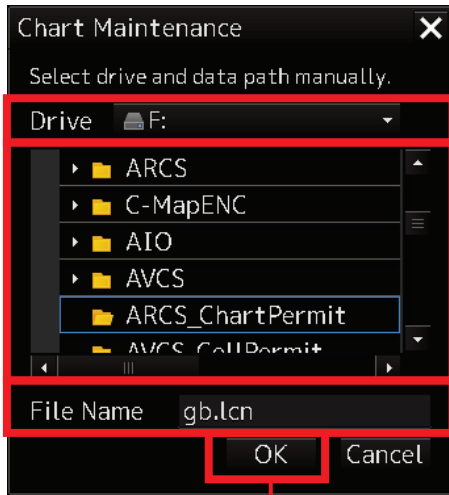 Chart Maintenance
Select drive and data path manually.
Drive F:
ARCS
C-MapENC
AIO
AVCS
ARCS_ChartPermit
AVCS_CellPermit
File Name gb.lcn
OK Cancel